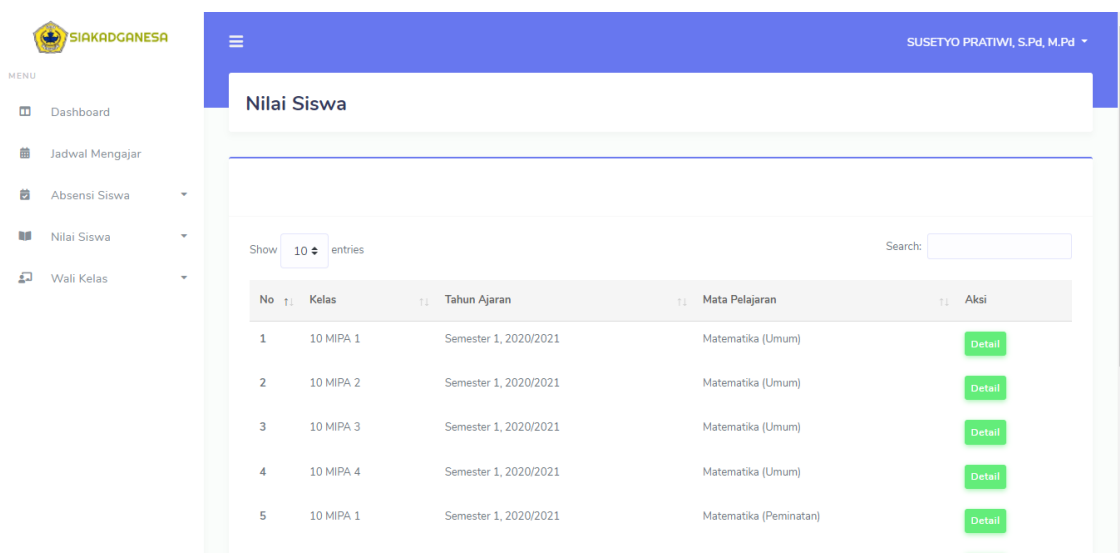 SIAKADGANESA
SUSETYO PRATIWI, S.Pd, M.Pd
MENU
Dashboard
Jadwal Mengajar
Absensi Siswa
Nilai Siswa
Wali Kelas
Nilai Siswa
Show 10 entries
Search:
No Kelas Tahun Ajaran Mata Pelajaran Aksi
1 10 MIPA 1 Semester 1, 2020/2021 Matematika (Umum) Detail
2 10 MIPA 2 Semester 1, 2020/2021 Matematika (Umum) Detail
3 10 MIPA 3 Semester 1, 2020/2021 Matematika (Umum) Detail
4 10 MIPA 4 Semester 1, 2020/2021 Matematika (Umum) Detail
5 10 MIPA 1 Semester 1, 2020/2021 Matematika (Peminatan) Detail